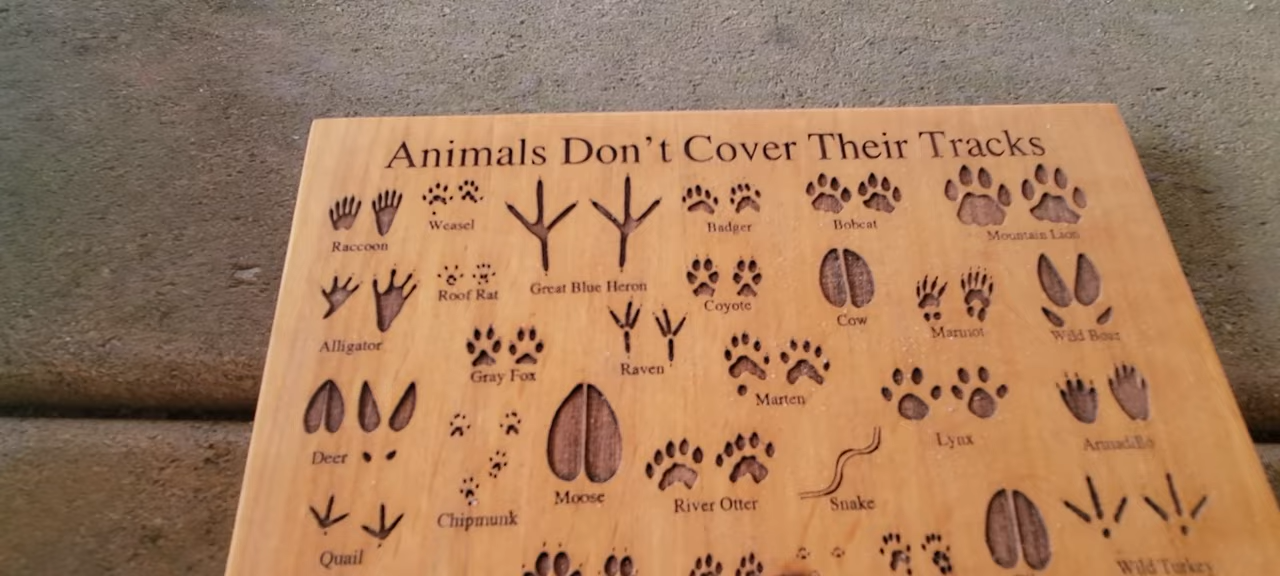 Animals Don't Cover Their Tracks
Raccoon
Weasel
Great Blue Heron
Badger
Bobcat
Mountain Lion
Alligator
Roof Rat
Gray Fox
Raven
Coyote
Cow
Marmot
Wild Boar
Marten
Lynx
Armadillo
Deer
Chipmunk
Moose
River Otter
Snake
Quail
Wild Turkey